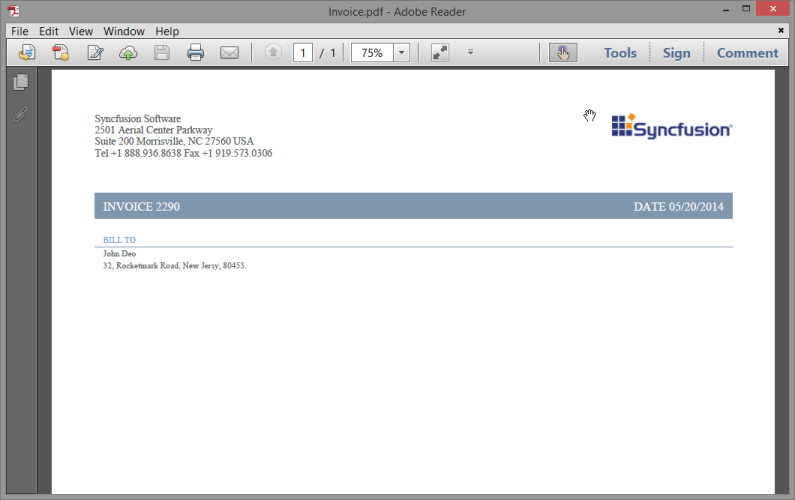 Invoice.pdf - Adobe Reader
File Edit View Window Help
1 / 1 75% Tools Sign Comment
Syncfusion Software
2501 Aerial Center Parkway
Suite 200 Morrisville, NC 27560 USA
Tel +1 888.936.8638 Fax +1 919.573.0306
Syncfusion
INVOICE 2290 DATE 05/20/2014
BILL TO
John Deo
32, Rocketmark Road, New Jersy, 80453.